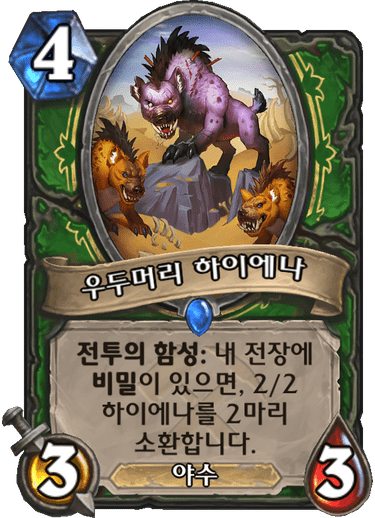 4
우두머리 하이에나
전투의 함성: 내 전장에
비밀이 있으면, 2/2
하이에나를 2마리
소환합니다.
3
야수
3